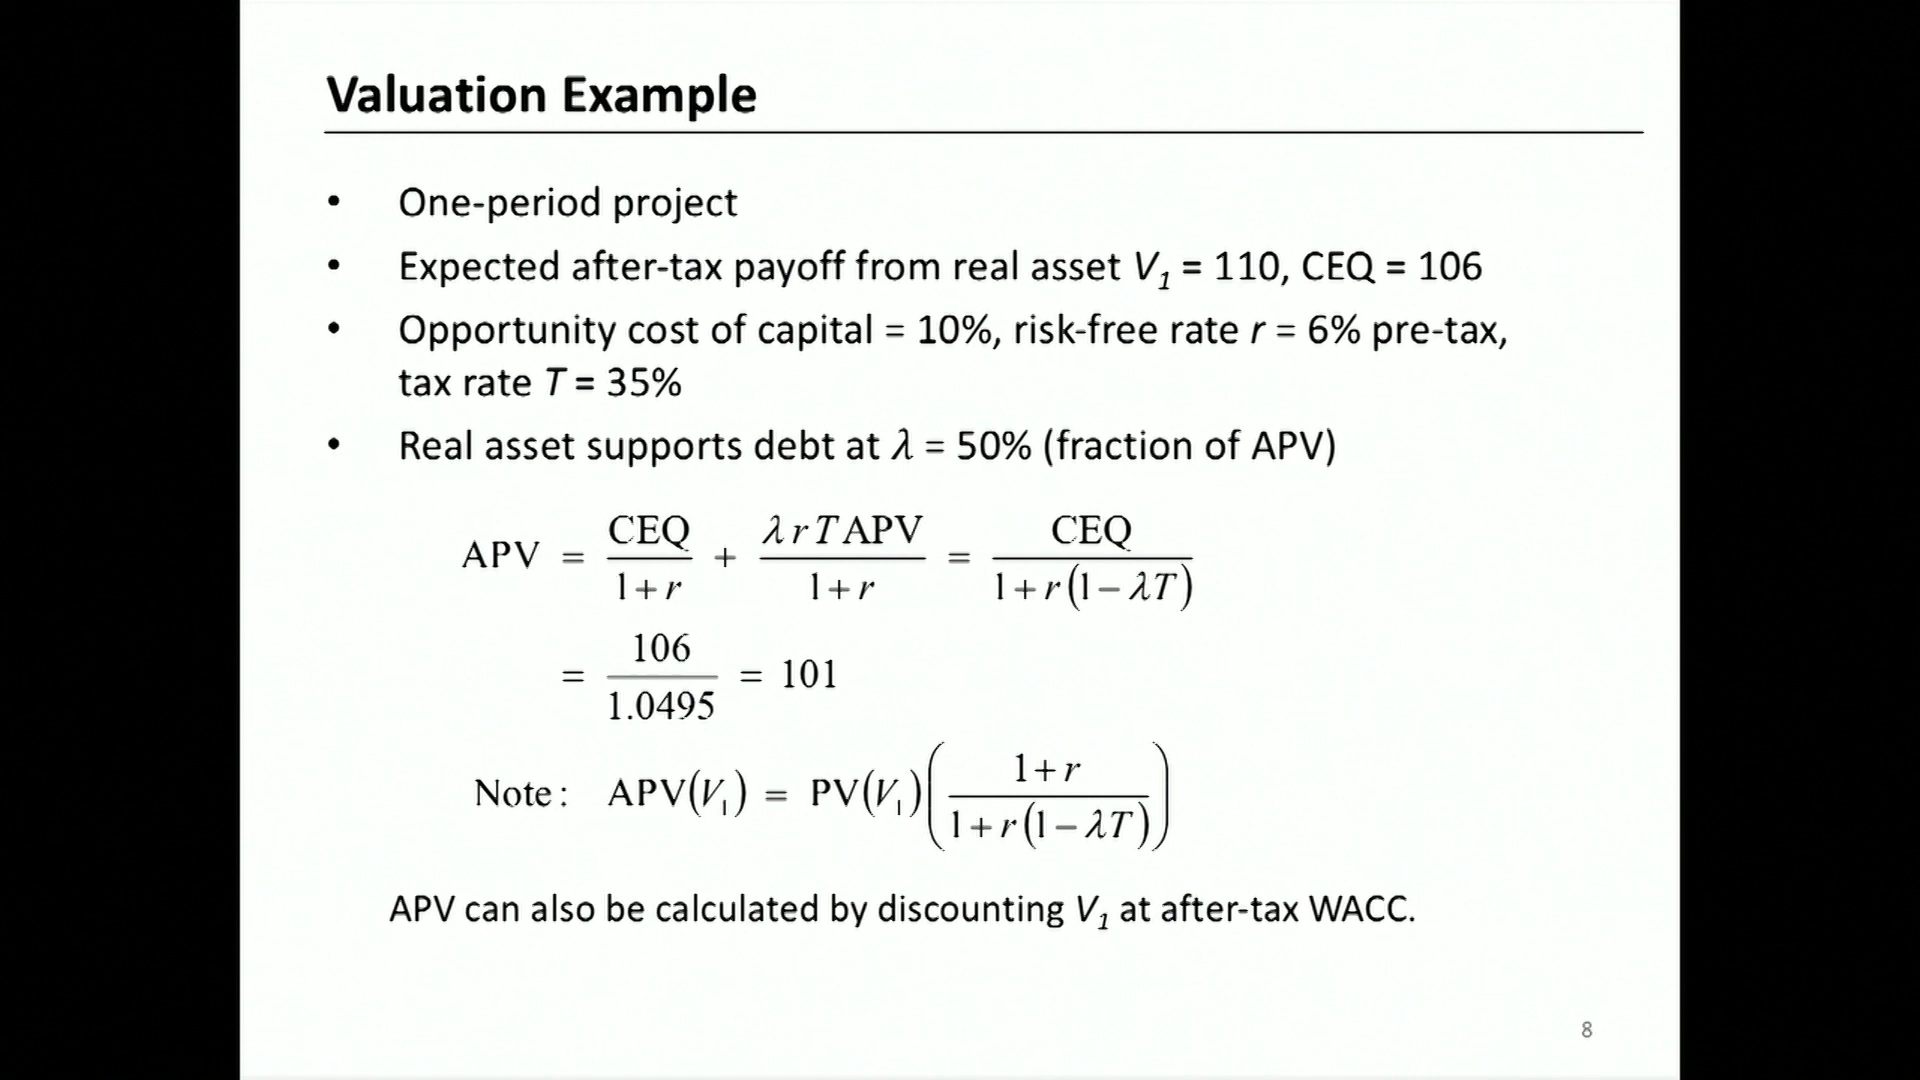 Valuation Example
• One-period project
• Expected after-tax payoff from real asset V₁ = 110, CEQ = 106
• Opportunity cost of capital = 10%, risk-free rate r = 6% pre-tax,
tax rate T = 35%
• Real asset supports debt at λ = 50% (fraction of APV)
APV = CEQ/(1+r) + λrTAPV/(1+r) = CEQ/(1+r(1−λT))
= 106/1.0495 = 101
Note: APV(V₁) = PV(V₁)((1+r)/(1+r(1−λT)))
APV can also be calculated by discounting V₁ at after-tax WACC.
8